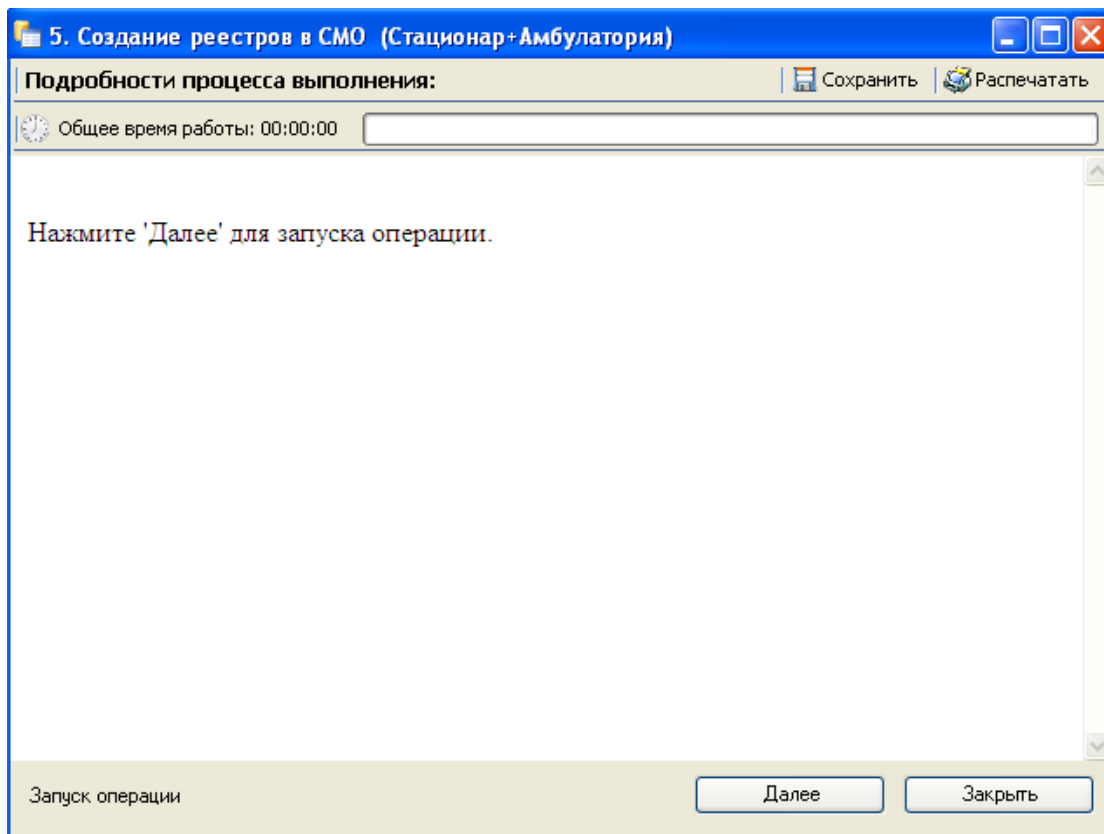 5. Создание реестров в СМО (Стационар+Амбулатория)
Подробности процесса выполнения: Сохранить Распечатать
Общее время работы: 00:00:00
Нажмите 'Далее' для запуска операции.
Запуск операции Далее Закрыть